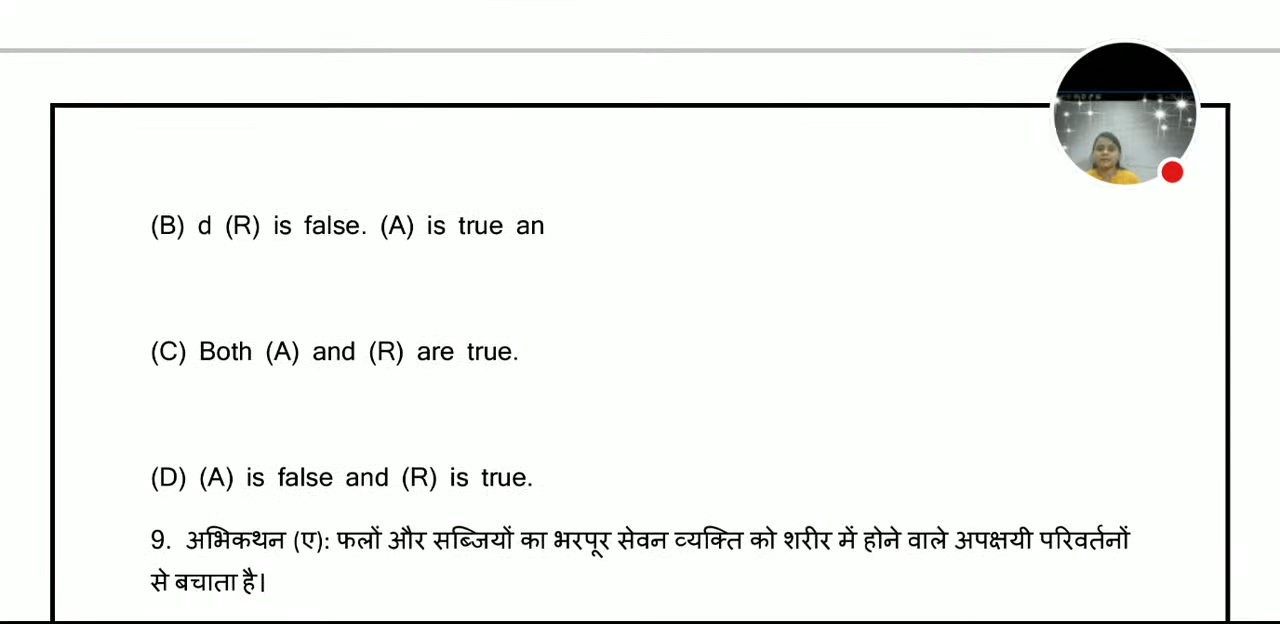 (B) d (R) is false. (A) is true an
(C) Both (A) and (R) are true.
(D) (A) is false and (R) is true.
9. अभिकथन (ए): फलों और सब्जियों का भरपूर सेवन व्यक्ति को शरीर में होने वाले अपक्षयी परिवर्तनों
से बचाता है।